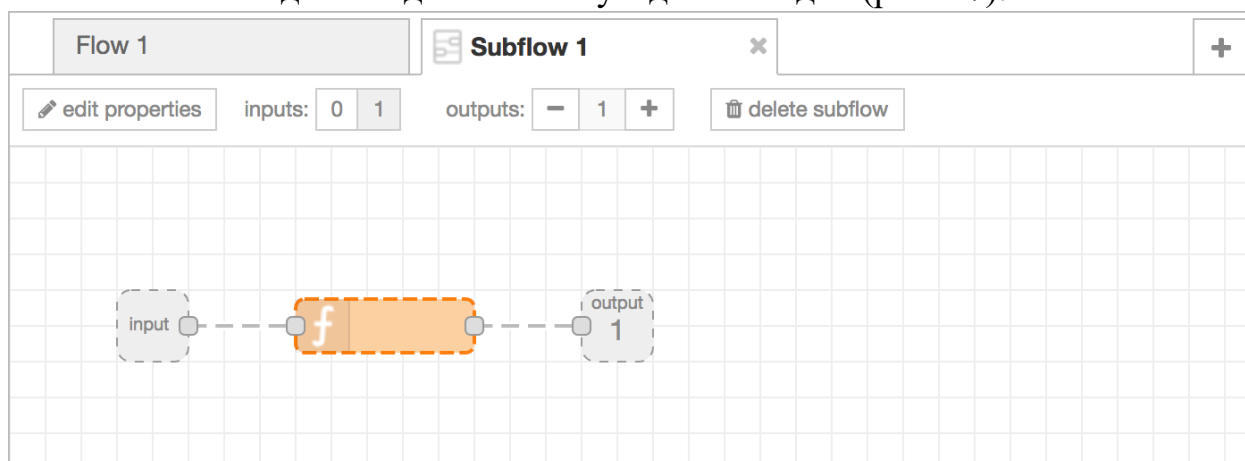 Flow 1
Subflow 1
edit properties inputs: 0 1 outputs: 1 delete subflow
input
output
1